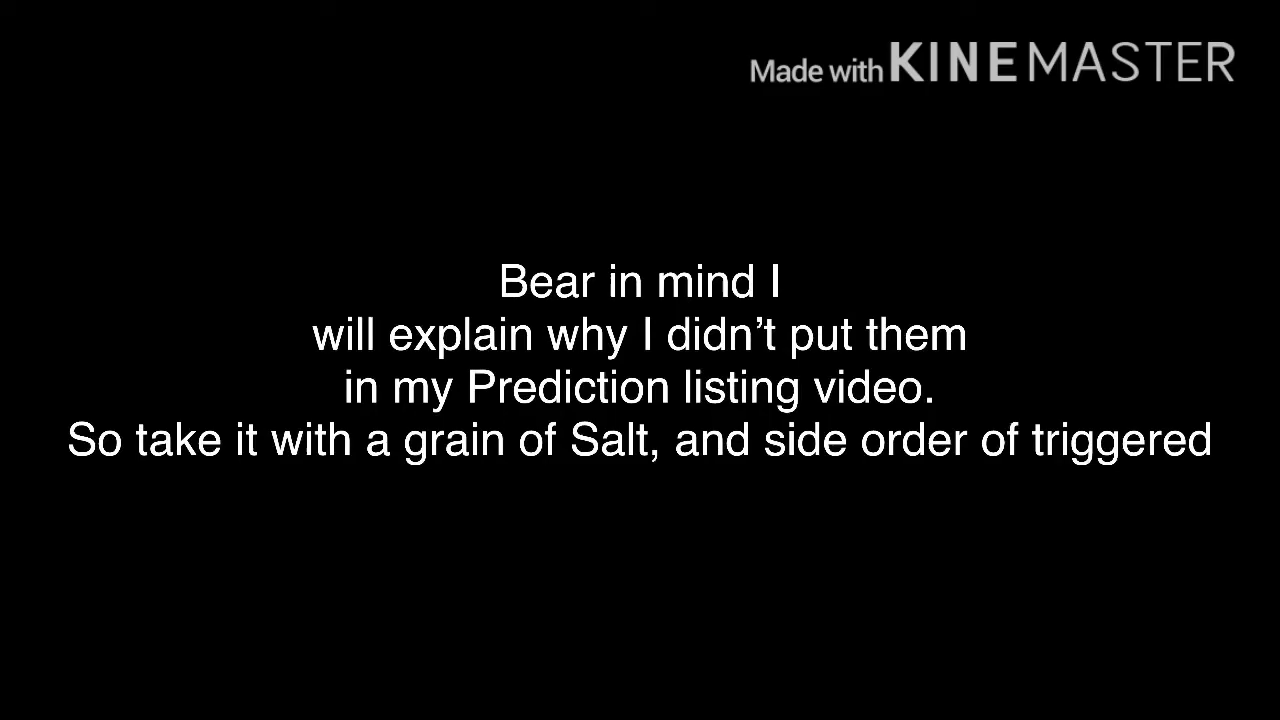 Made with KINEMASTER
Bear in mind I
will explain why I didn’t put them
in my Prediction listing video.
So take it with a grain of Salt, and side order of triggered